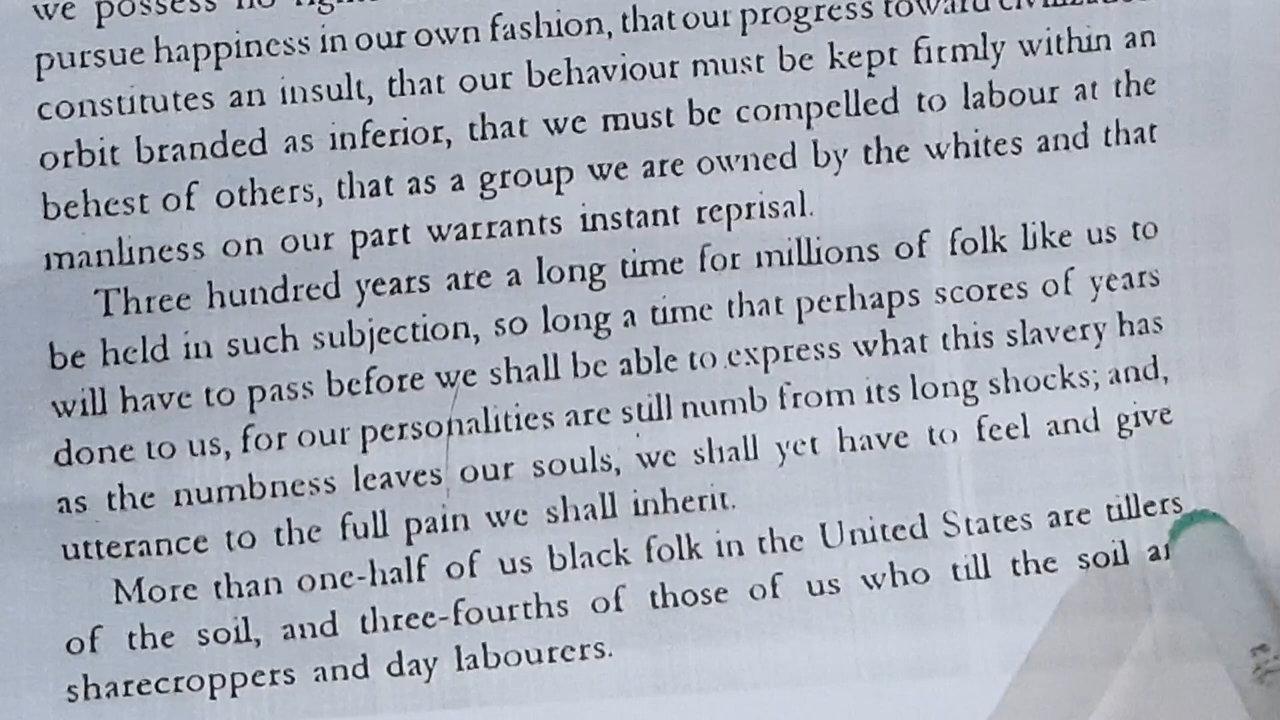 we possess no
pursue happiness in our own fashion, that our progress toward
constitutes an insult, that our behaviour must be kept firmly within an
orbit branded as inferior, that we must be compelled to labour at the
behest of others, that as a group we are owned by the whites and that
manliness on our part warrants instant reprisal.
Three hundred years are a long time for millions of folk like us to
be held in such subjection, so long a time that perhaps scores of years
will have to pass before we shall be able to express what this slavery has
done to us, for our personalities are still numb from its long shocks; and,
as the numbness leaves our souls, we shall yet have to feel and give
utterance to the full pain we shall inherit.
More than one-half of us black folk in the United States are tillers
of the soil, and three-fourths of those of us who till the soil
sharecroppers and day labourers.